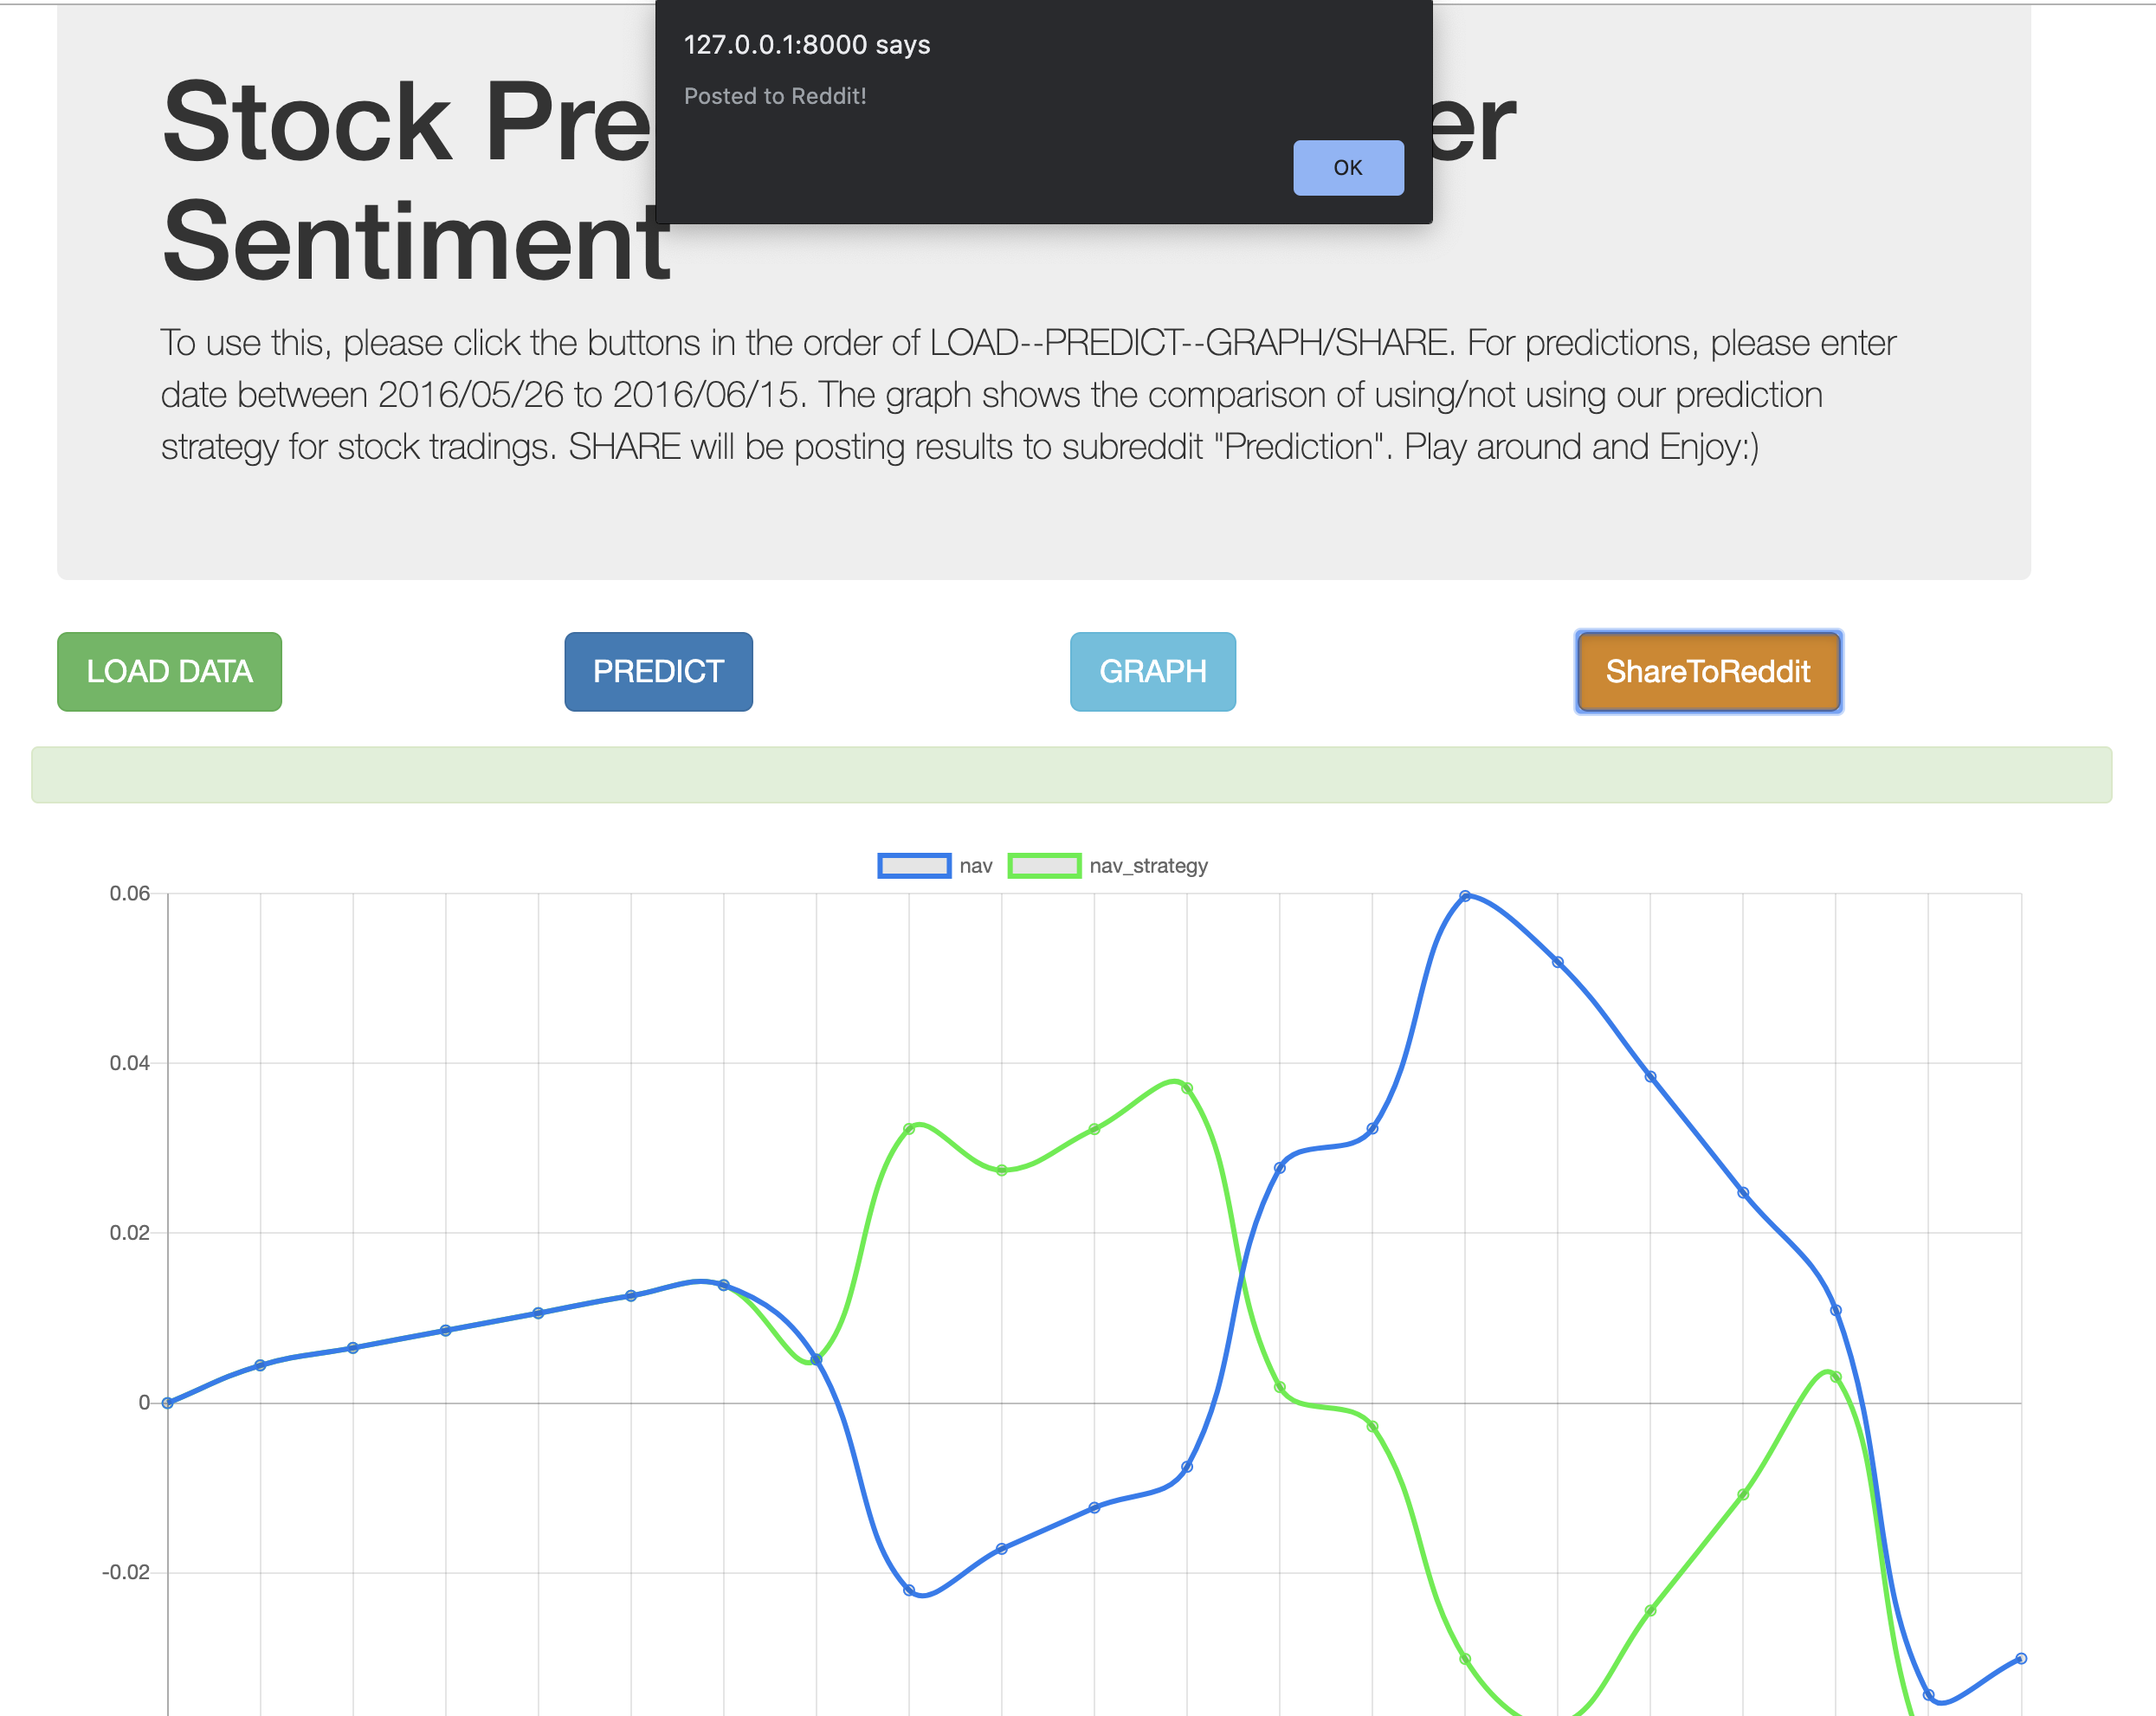 127.0.0.1:8000 says
Posted to Reddit!
OK
Stock Pre er
Sentiment
To use this, please click the buttons in the order of LOAD--PREDICT--GRAPH/SHARE. For predictions, please enter
date between 2016/05/26 to 2016/06/15. The graph shows the comparison of using/not using our prediction
strategy for stock tradings. SHARE will be posting results to subreddit "Prediction". Play around and Enjoy:)
LOAD DATA
PREDICT
GRAPH
ShareToReddit
nav
nav_strategy
0.06
0.04
0.02
0
-0.02